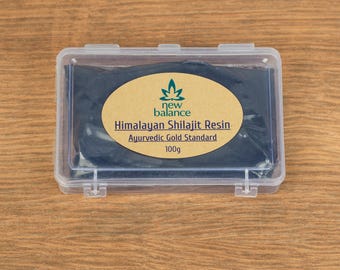 new
balance
Himalayan Shilajit Resin
Ayurvedic Gold Standard
100g